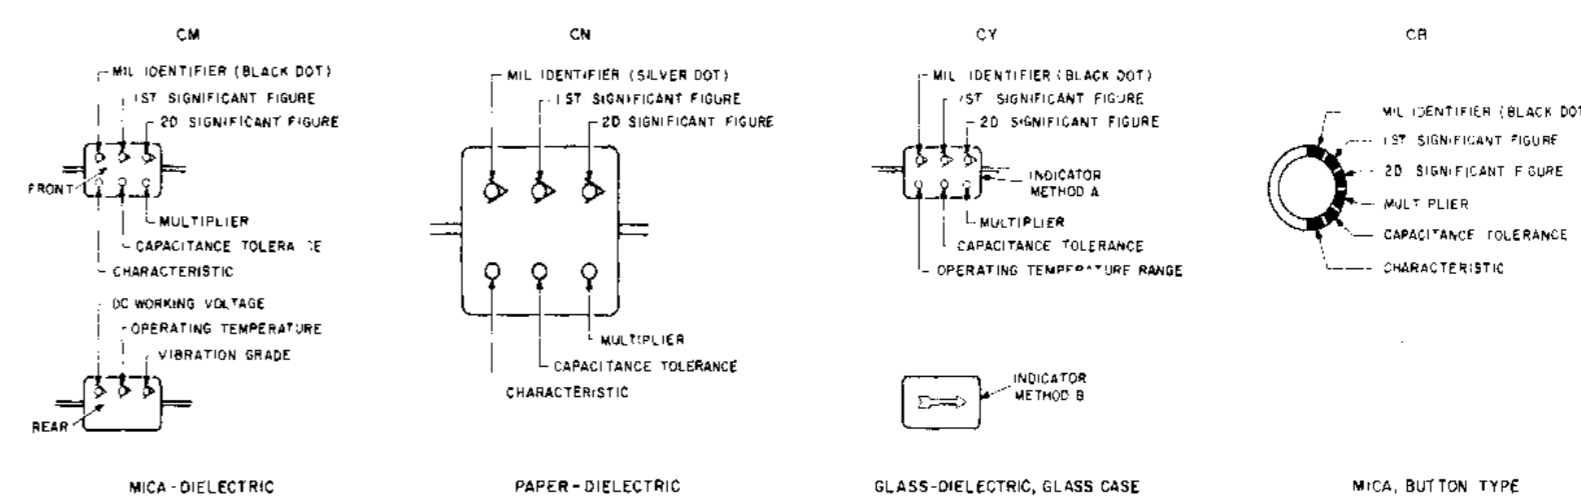 CM
MIL IDENTIFIER (BLACK DOT)
1ST SIGNIFICANT FIGURE
2D SIGNIFICANT FIGURE
FRONT
MULTIPLIER
CAPACITANCE TOLERA CE
CHARACTERISTIC
DC WORKING VOLTAGE
OPERATING TEMPERATURE
VIBRATION GRADE
REAR
MICA-DIELECTRIC
CN
MIL IDENTIFIER (SILVER DOT)
1ST SIGNIFICANT FIGURE
2D SIGNIFICANT FIGURE
MULTIPLIER
CAPACITANCE TOLERANCE
CHARACTERISTIC
PAPER-DIELECTRIC
CY
MIL IDENTIFIER (BLACK DOT)
1ST SIGNIFICANT FIGURE
2D SIGNIFICANT FIGURE
INDICATOR
METHOD A
MULTIPLIER
CAPACITANCE TOLERANCE
OPERATING TEMPERATURE RANGE
INDICATOR
METHOD B
GLASS-DIELECTRIC, GLASS CASE
CB
MIL IDENTIFIER (BLACK DOT
1ST SIGNIFICANT FIGURE
2D SIGNIFICANT FIGURE
MULTIPLIER
CAPACITANCE TOLERANCE
CHARACTERISTIC
MICA, BUTTON TYPE